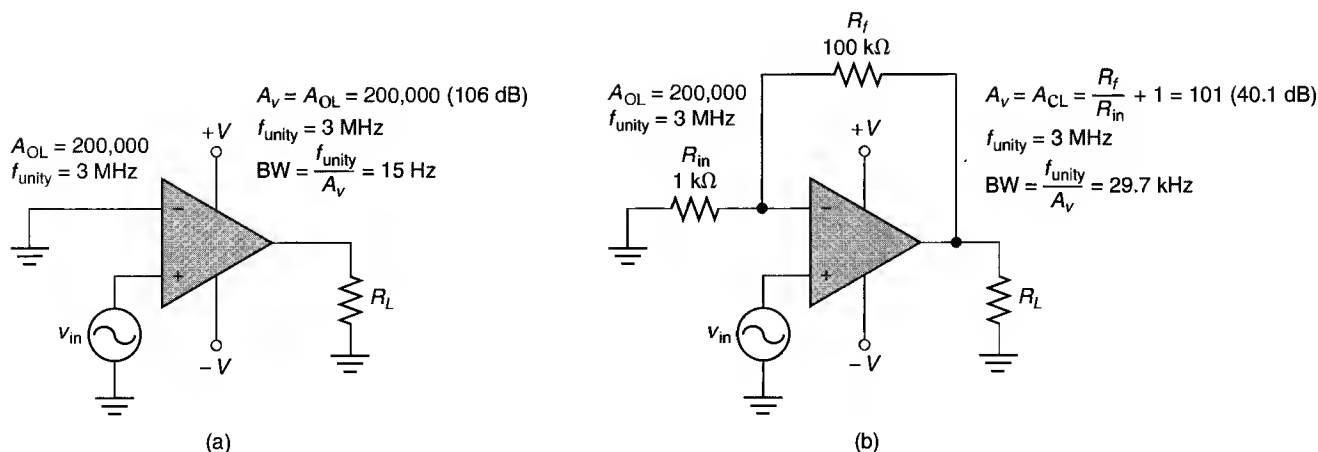 A_OL = 200,000
f_unity = 3 MHz
A_v = A_OL = 200,000 (106 dB)
f_unity = 3 MHz
BW = f_unity / A_v = 15 Hz
+V
−
+
v_in
−V
R_L
(a)
R_f
100 kΩ
A_OL = 200,000
f_unity = 3 MHz
R_in
1 kΩ
A_v = A_CL = R_f / R_in + 1 = 101 (40.1 dB)
f_unity = 3 MHz
BW = f_unity / A_v = 29.7 kHz
+V
−
+
v_in
−V
R_L
(b)